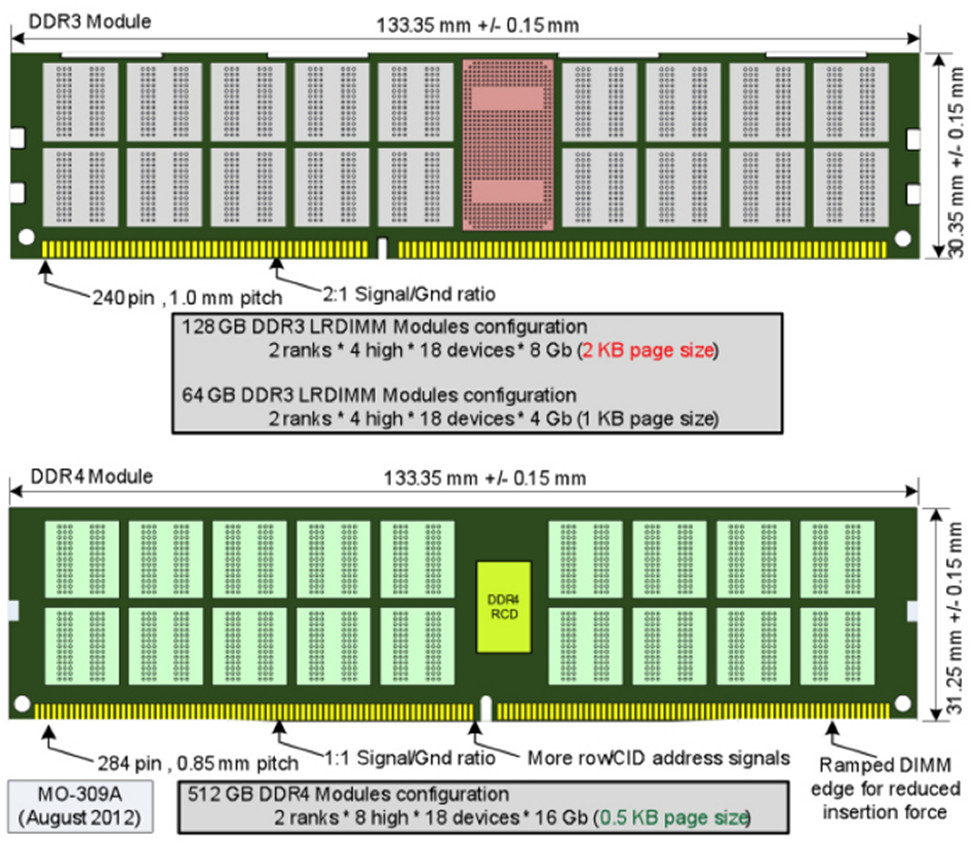 DDR3 Module
133.35 mm +/- 0.15 mm
30.35 mm +/- 0.15 mm
240 pin , 1.0 mm pitch
2:1 Signal/Gnd ratio
128 GB DDR3 LRDIMM Modules configuration
2 ranks * 4 high * 18 devices * 8 Gb (2 KB page size)
64 GB DDR3 LRDIMM Modules configuration
2 ranks * 4 high * 18 devices * 4 Gb (1 KB page size)
DDR4 Module
133.35 mm +/- 0.15 mm
DDR4
RCD
31.25 mm +/- 0.15 mm
284 pin , 0.85 mm pitch
1:1 Signal/Gnd ratio
More row/CID address signals
Ramped DIMM
edge for reduced
insertion force
MO-309A
(August 2012)
512 GB DDR4 Modules configuration
2 ranks * 8 high * 18 devices * 16 Gb (0.5 KB page size)